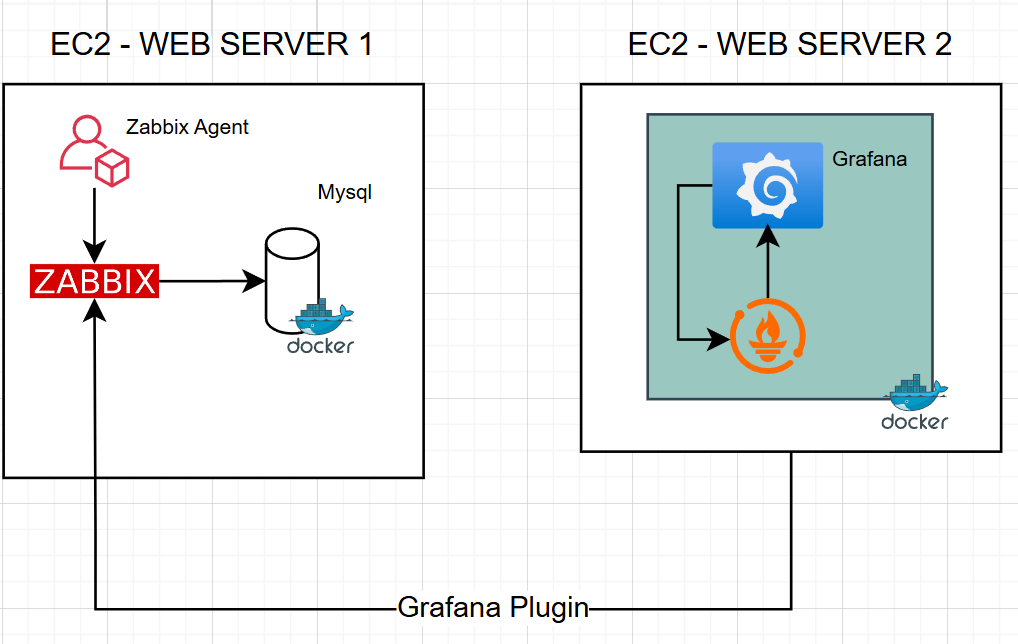 EC2 - WEB SERVER 1
EC2 - WEB SERVER 2
Zabbix Agent
Mysql
ZABBIX
docker
Grafana
docker
Grafana Plugin